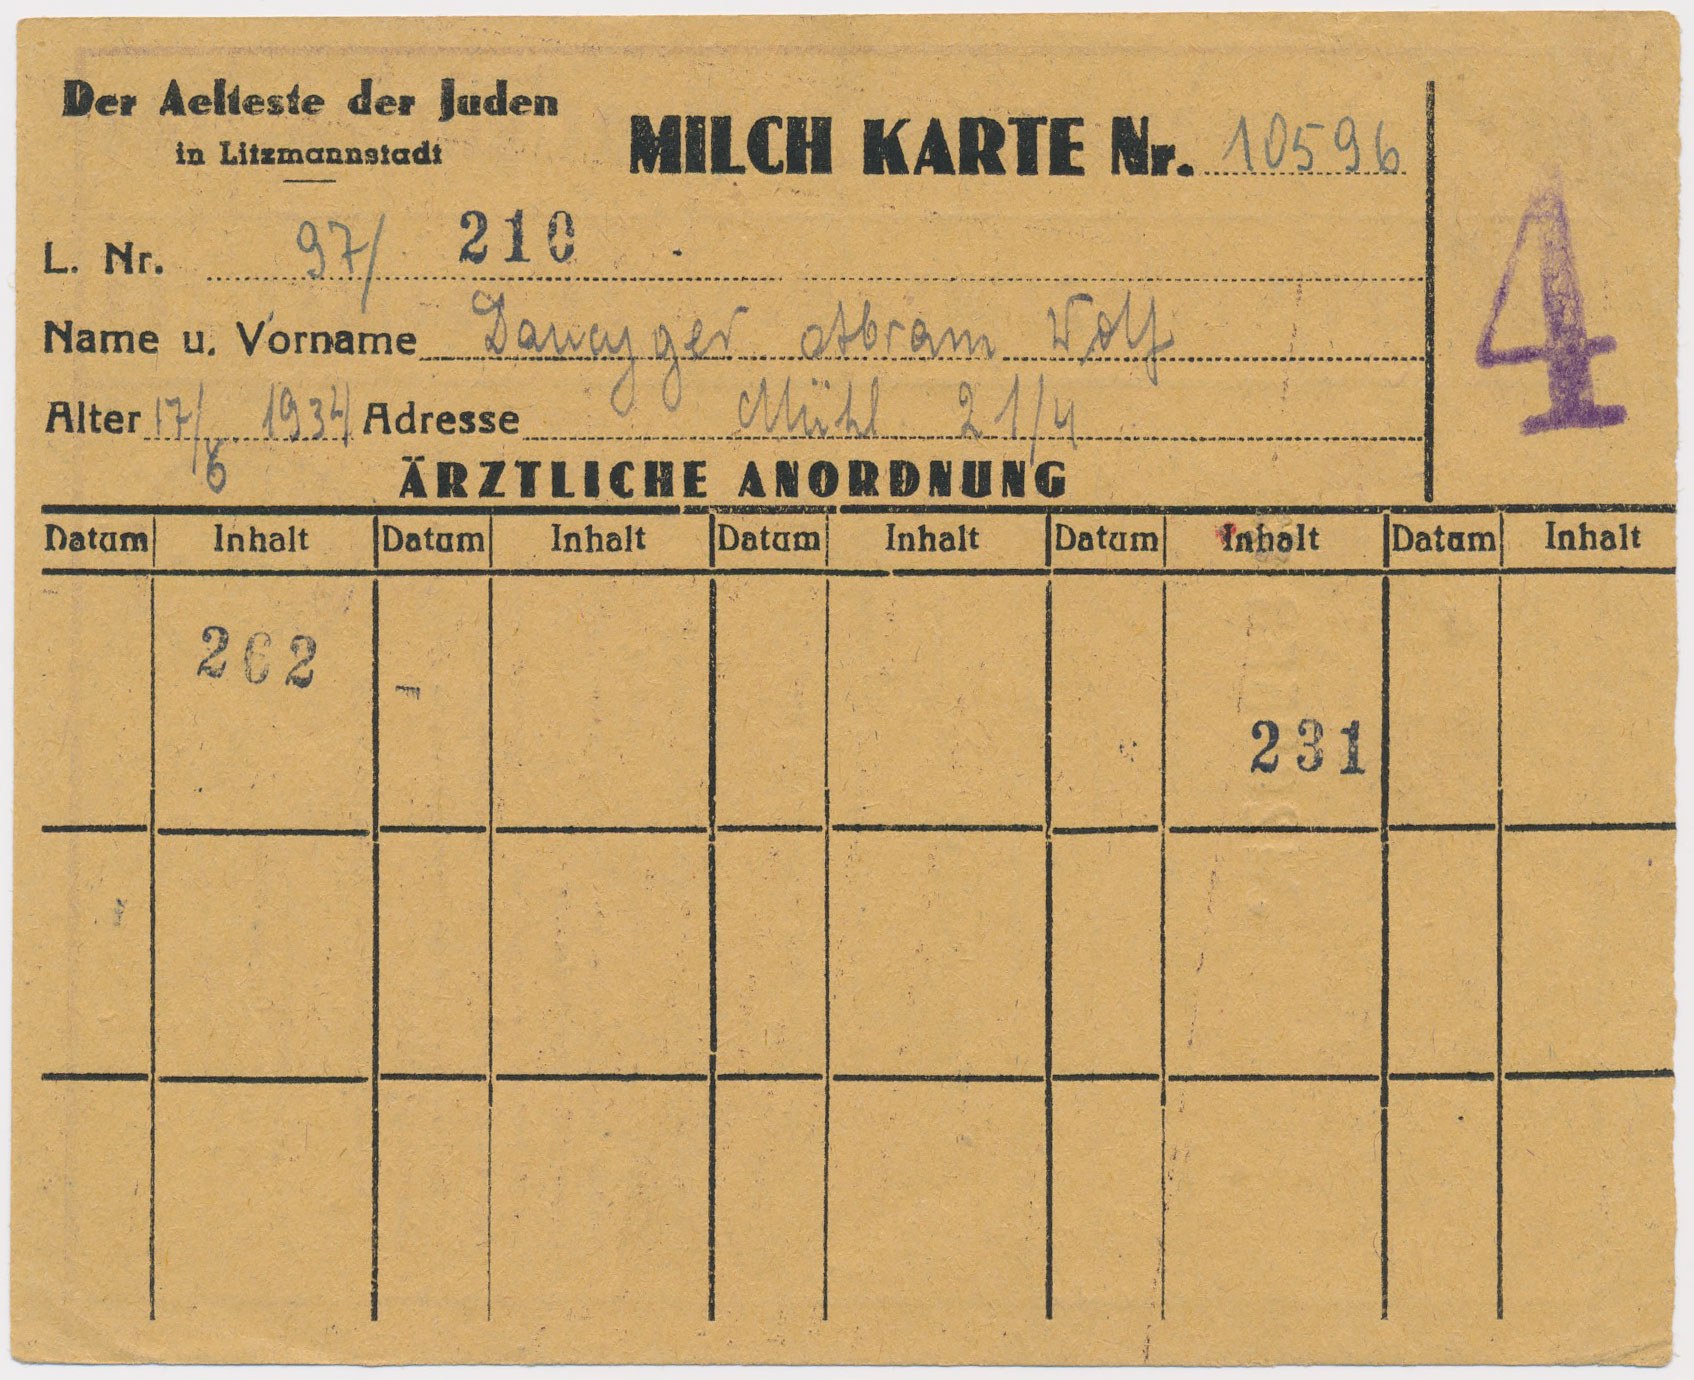 Der Aelteste der Juden
in Litzmannstadt
MILCH KARTE Nr. 10596
4
L. Nr. 97/ 210
Name u. Vorname Dancyger Abram Wolf
Alter 17/6 1934 Adresse Mühl 21/4
ÄRZTLICHE ANORDNUNG
Datum Inhalt Datum Inhalt Datum Inhalt Datum Inhalt Datum Inhalt
262
231